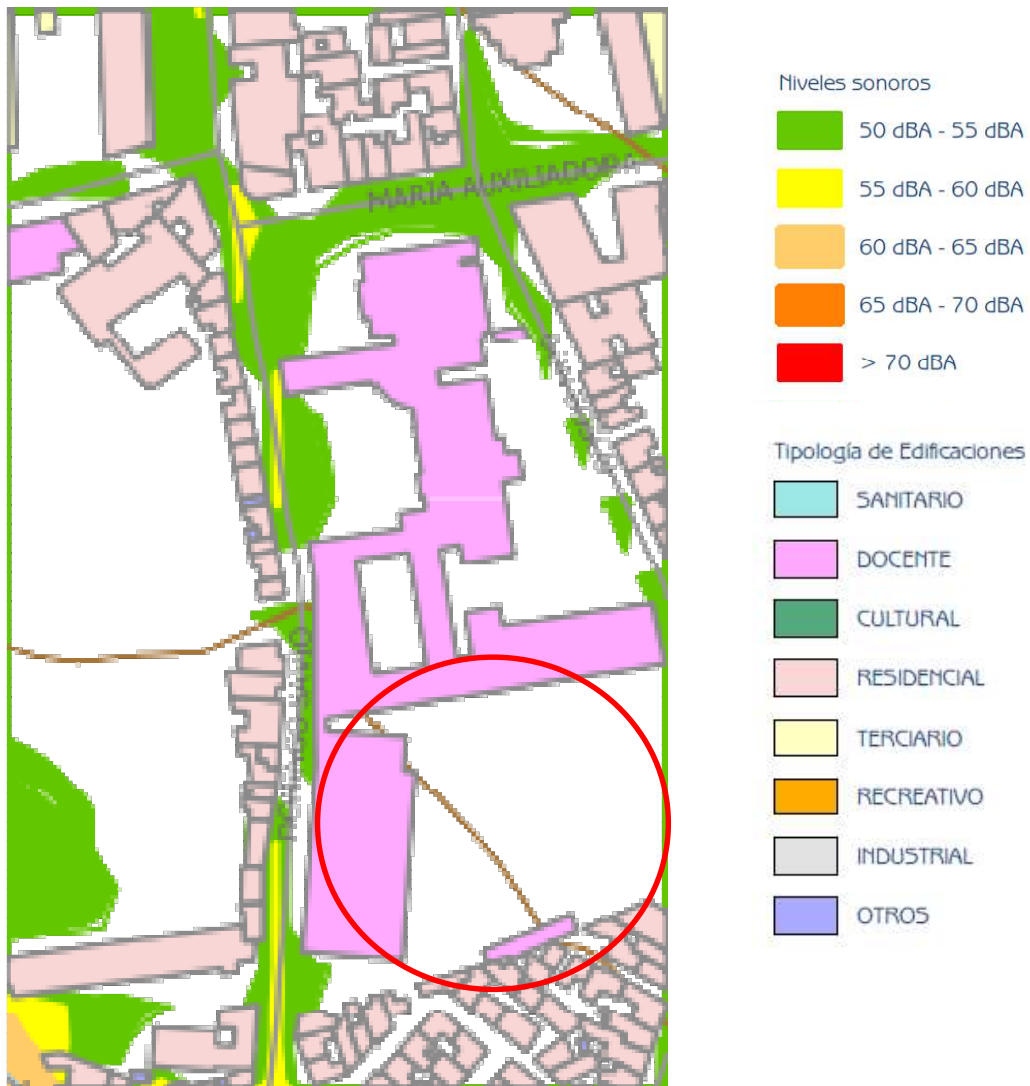 MARÍA AUXILIADORA
Niveles sonoros
50 dBA - 55 dBA
55 dBA - 60 dBA
60 dBA - 65 dBA
65 dBA - 70 dBA
> 70 dBA
Tipología de Edificaciones
SANITARIO
DOCENTE
CULTURAL
RESIDENCIAL
TERCIARIO
RECREATIVO
INDUSTRIAL
OTROS